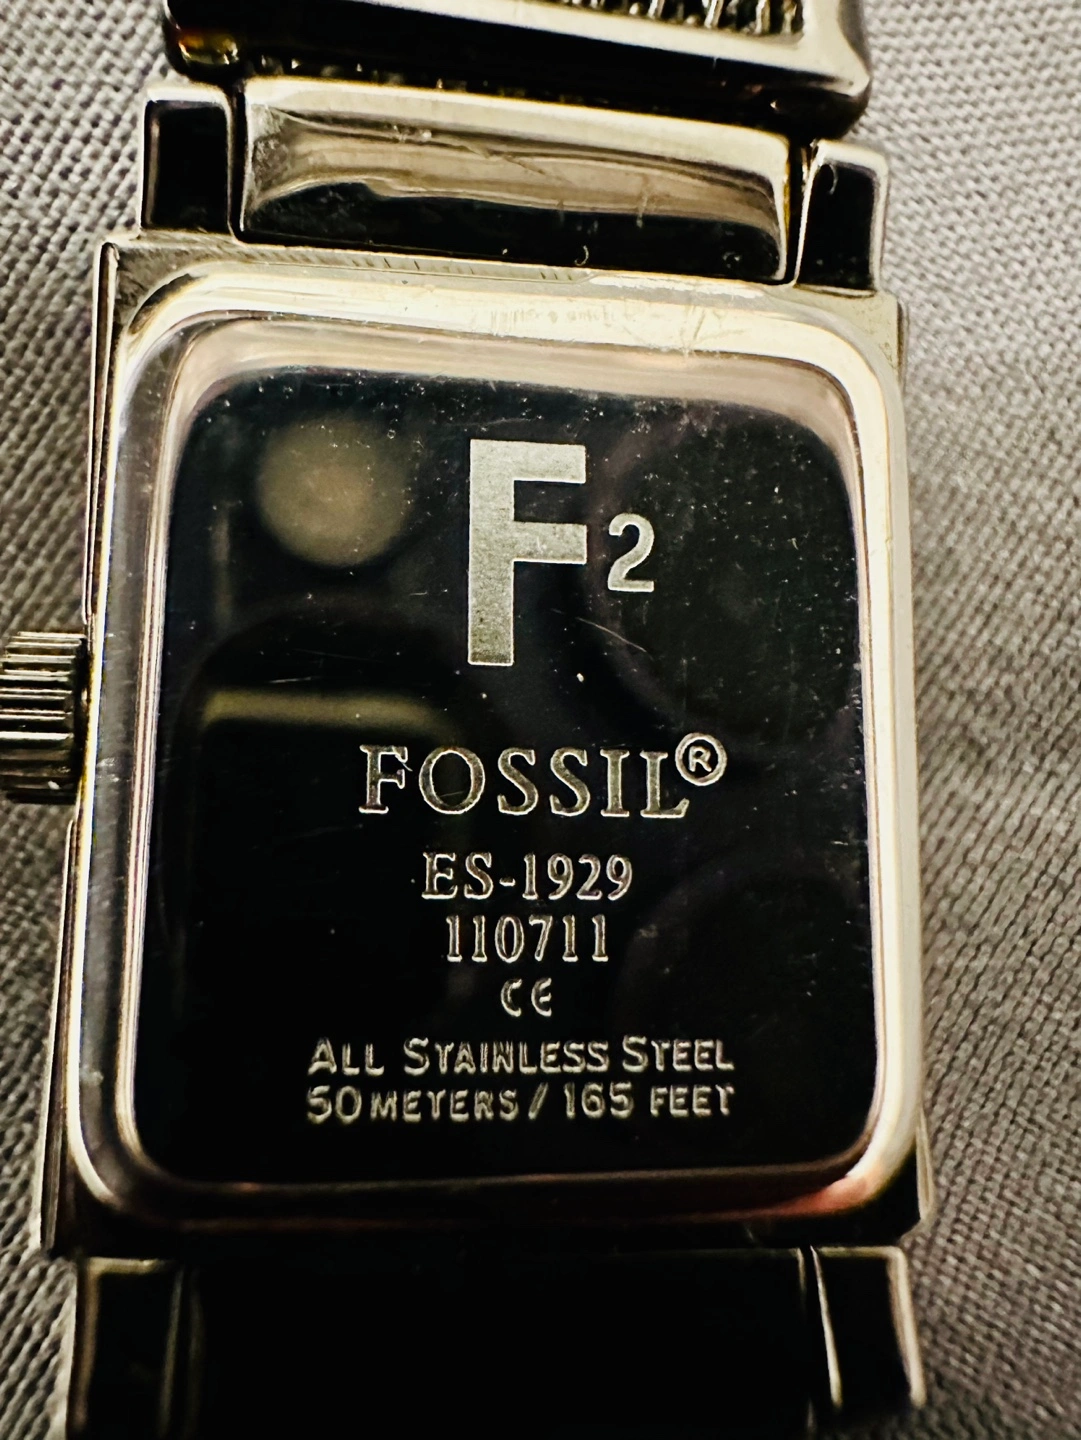 F2
FOSSIL®
ES-1929
110711
CE
ALL STAINLESS STEEL
50 METERS / 165 FEET